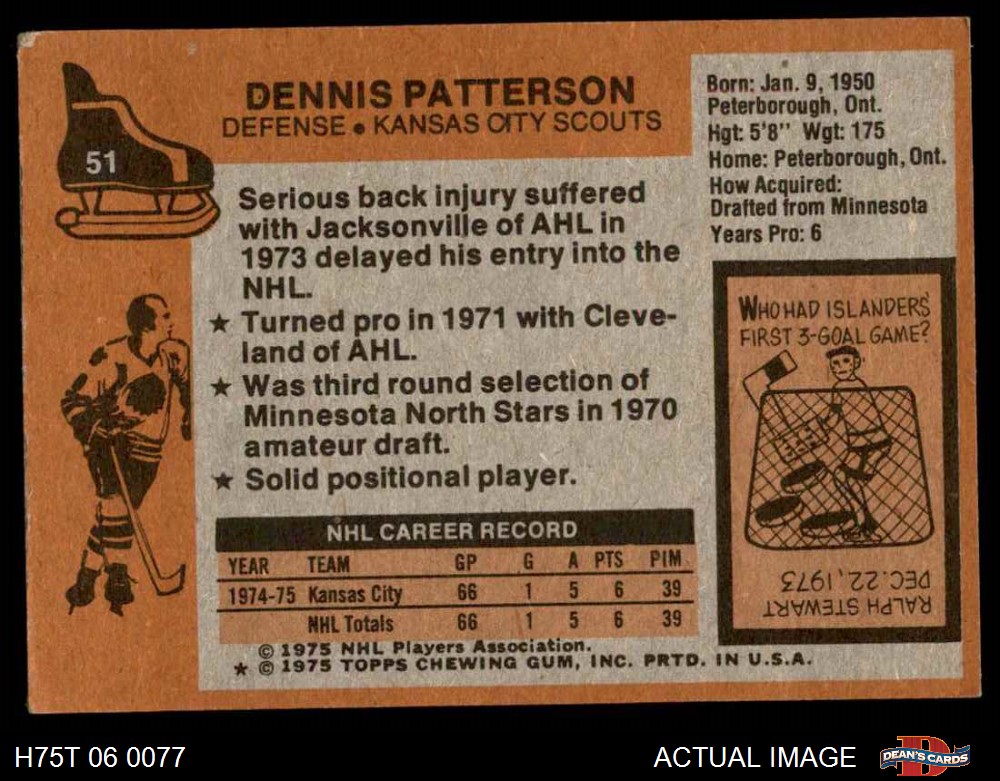 51
DENNIS PATTERSON
DEFENSE • KANSAS CITY SCOUTS
Born: Jan. 9, 1950
Peterborough, Ont.
Hgt: 5'8" Wgt: 175
Home: Peterborough, Ont.
How Acquired:
Drafted from Minnesota
Years Pro: 6
Serious back injury suffered
with Jacksonville of AHL in
1973 delayed his entry into the
NHL.
★ Turned pro in 1971 with Cleve-
land of AHL.
★ Was third round selection of
Minnesota North Stars in 1970
amateur draft.
★ Solid positional player.
NHL CAREER RECORD
YEAR TEAM GP G A PTS PIM
1974-75 Kansas City 66 1 5 6 39
NHL Totals 66 1 5 6 39
© 1975 NHL Players Association.
★ © 1975 TOPPS CHEWING GUM, INC. PRTD. IN U.S.A.
WHO HAD ISLANDERS'
FIRST 3-GOAL GAME?
RALPH STEWART
DEC. 22, 1973
H75T 06 0077
ACTUAL IMAGE
DEAN'S CARDS